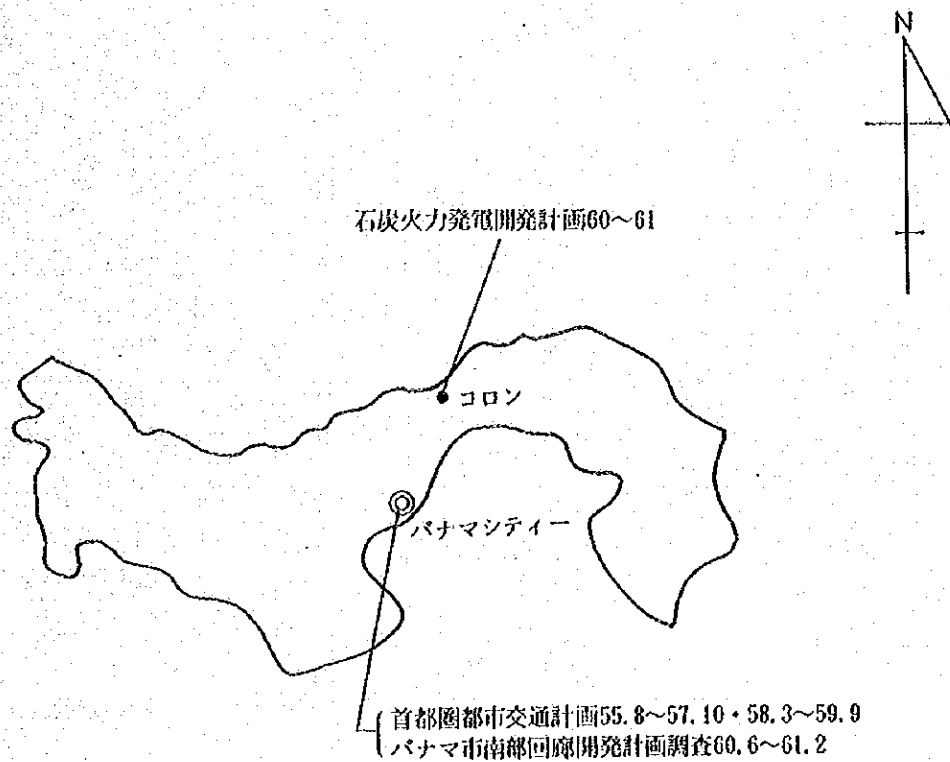 N
石炭火力発電開発計画60～61
コロン
パナマシティー
首都圏都市交通計画55.8～57.10・58.3～59.9
パナマ市南部回廊開発計画調査60.6～61.2